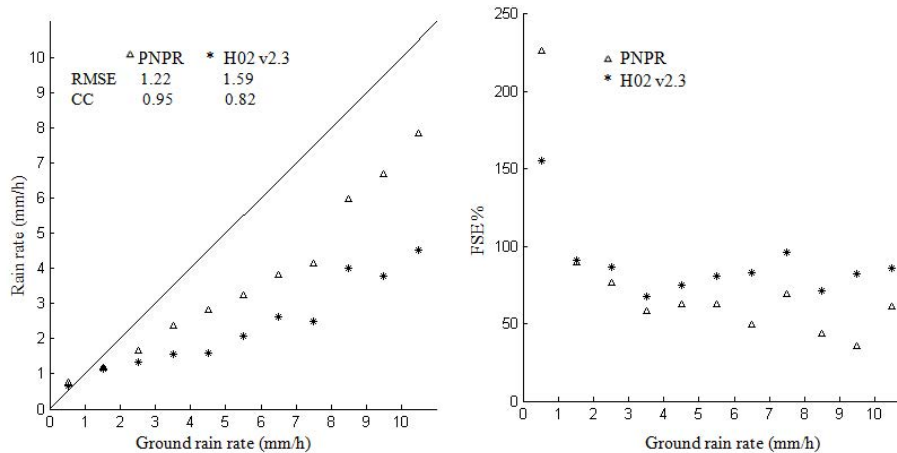 △ PNPR * H02 v2.3
RMSE 1.22 1.59
CC 0.95 0.82
10
9
8
7
6
5
4
3
2
1
0
Rain rate (mm/h)
0 1 2 3 4 5 6 7 8 9 10
Ground rain rate (mm/h)
250
200
150
100
50
0
FSE %
△ PNPR
* H02 v2.3
0 1 2 3 4 5 6 7 8 9 10
Ground rain rate (mm/h)